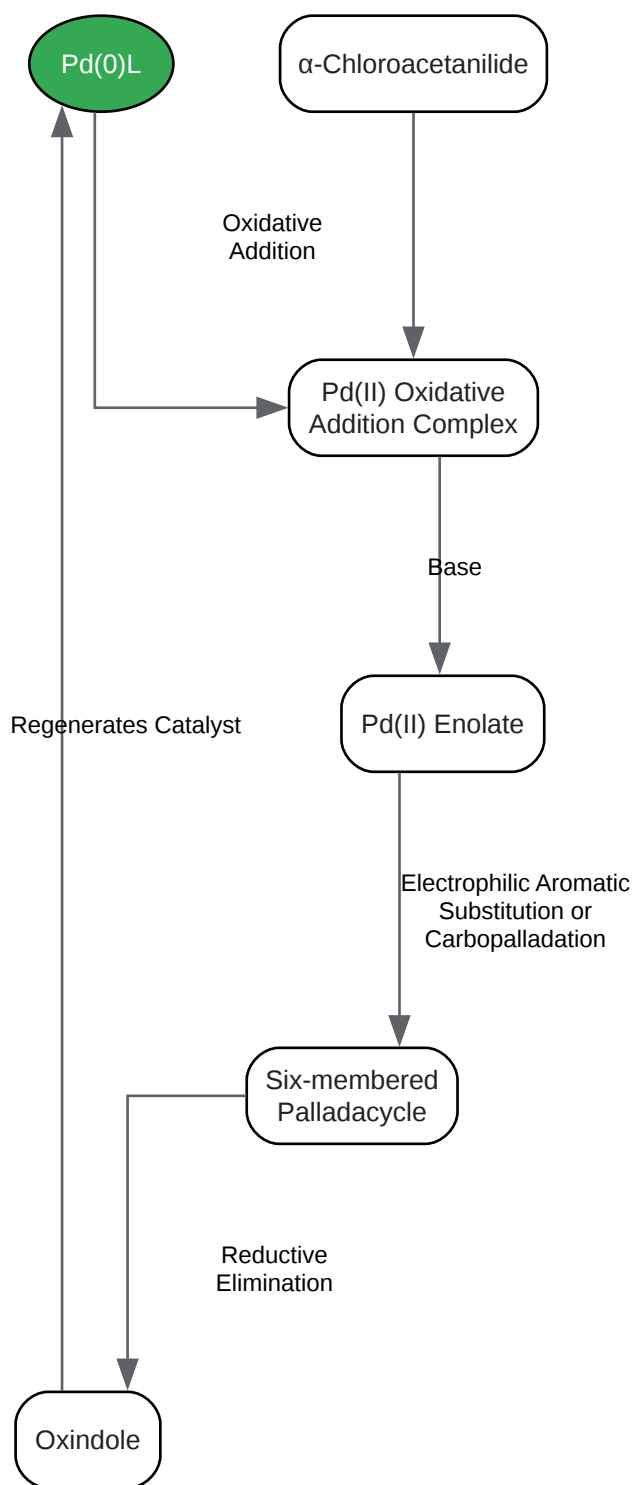 Pd(0)L
α-Chloroacetanilide
Oxidative
Addition
Pd(II) Oxidative
Addition Complex
Base
Pd(II) Enolate
Regenerates Catalyst
Electrophilic Aromatic
Substitution or
Carbopalladation
Six-membered
Palladacycle
Reductive
Elimination
Oxindole